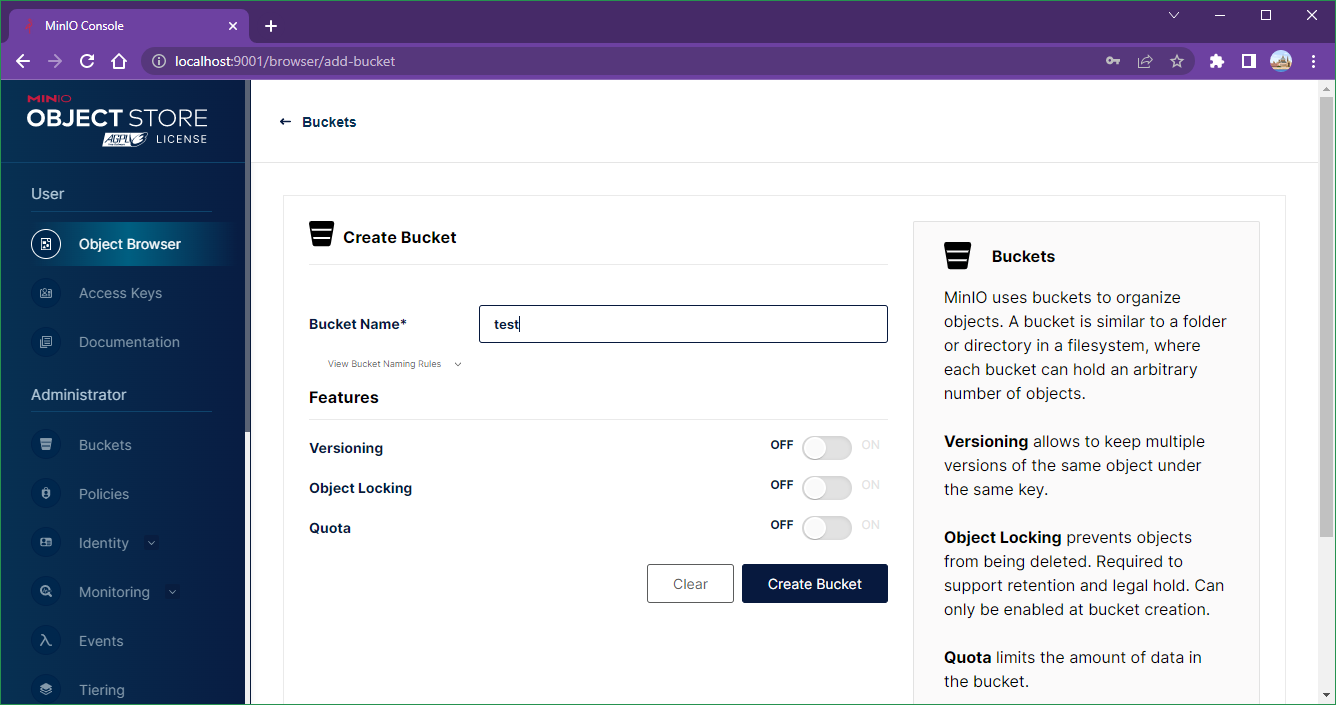 MinIO Console
localhost:9001/browser/add-bucket
MINIO
OBJECT STORE
AGPLV3 LICENSE
User
Object Browser
Access Keys
Documentation
Administrator
Buckets
Policies
Identity
Monitoring
Events
Tiering
Buckets
Create Bucket
Bucket Name*
test
View Bucket Naming Rules
Features
Versioning OFF ON
Object Locking OFF ON
Quota OFF ON
Clear Create Bucket
Buckets
MinIO uses buckets to organize
objects. A bucket is similar to a folder
or directory in a filesystem, where
each bucket can hold an arbitrary
number of objects.
Versioning allows to keep multiple
versions of the same object under
the same key.
Object Locking prevents objects
from being deleted. Required to
support retention and legal hold. Can
only be enabled at bucket creation.
Quota limits the amount of data in
the bucket.